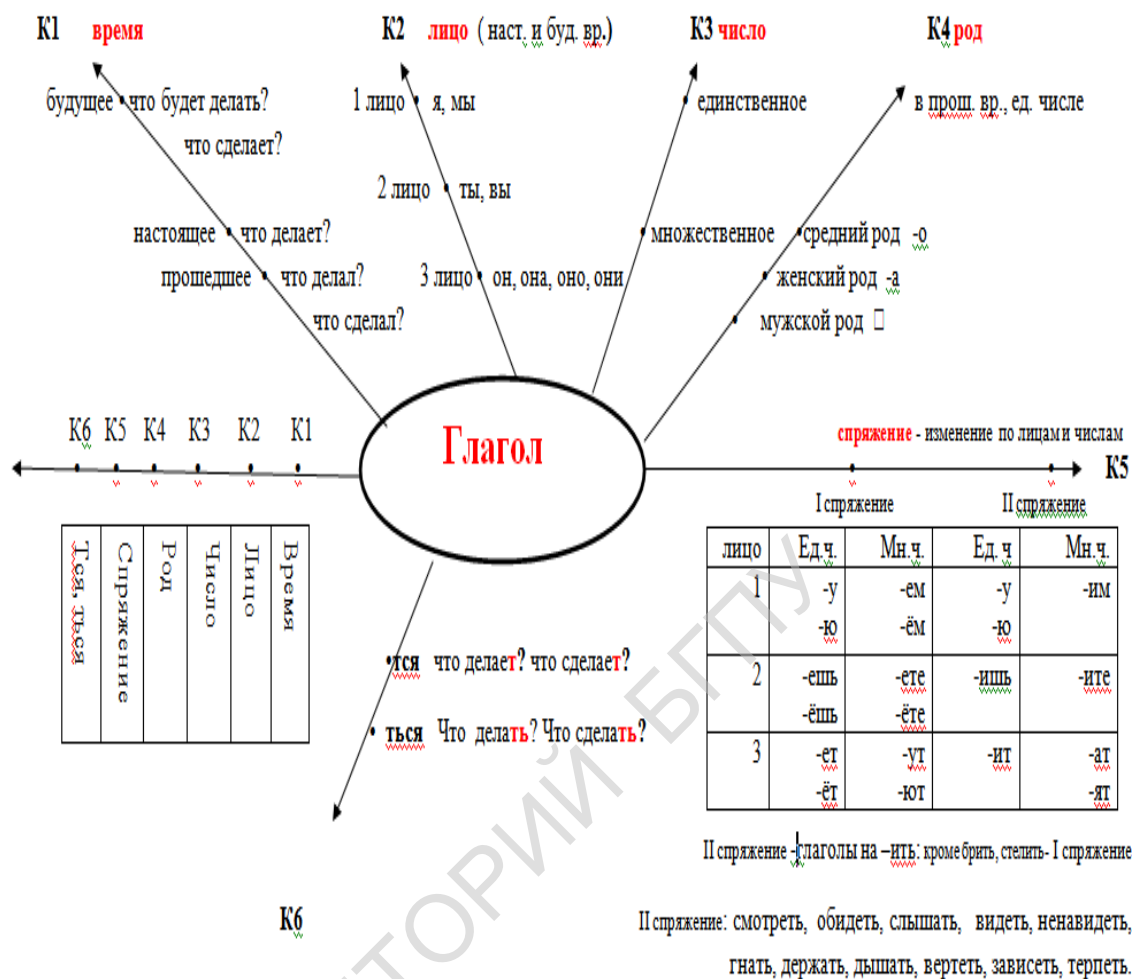 К1 время К2 лицо ( наст. и буд. вр.) К3 число К4 род
будущее что будет делать? 1 лицо я, мы единственное в прош. вр., ед. числе
что сделает?
2 лицо ты, вы
настоящее что делает? множественное средний род -о
прошедшее что делал? 3 лицо он, она, оно, они женский род -а
что сделал? мужской род
Глагол
К6 К5 К4 К3 К2 К1
спряжение - изменение по лицам и числам
К5
I спряжение II спряжение
Тся, ться Спряжение Род Число Лицо Время
лицо Ед.ч. Мн.ч. Ед.ч Мн.ч.
1 -у -ем -у -им
-ю -ём -ю
2 -ешь -ете -ишь -ите
-ёшь -ёте
3 -ет -ут -ит -ат
-ёт -ют -ят
•тся что делает? что сделает?
• ться Что делать? Что сделать?
К6
II спряжение -глаголы на –ить: кроме брить, стелить- I спряжение
II спряжение: смотреть, обидеть, слышать, видеть, ненавидеть,
гнать, держать, дышать, вертеть, зависеть, терпеть.
ТОРИЙ БГПУ